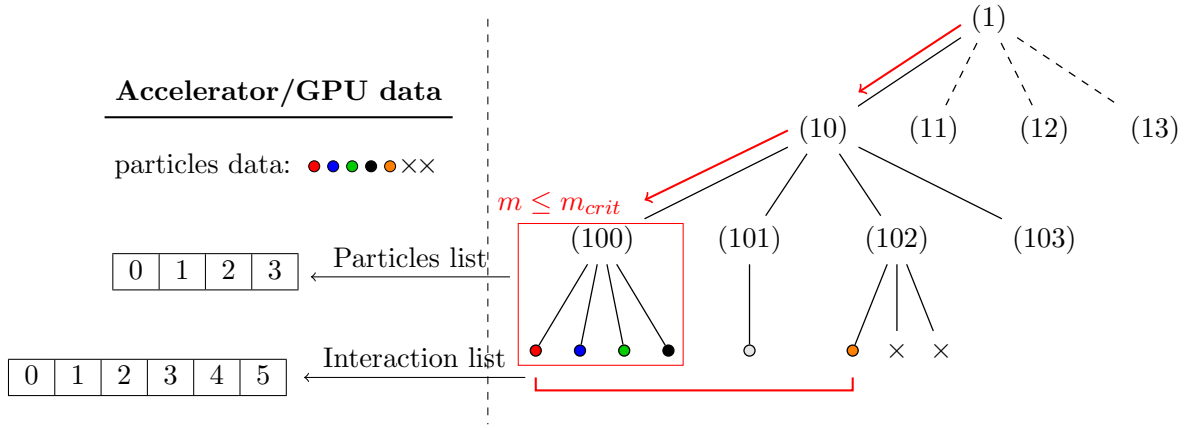 (1)
Accelerator/GPU data
(10) (11) (12) (13)
particles data: ××
m ≤ m_crit
(100) (101) (102) (103)
Particles list
0 1 2 3
× ×
Interaction list
0 1 2 3 4 5